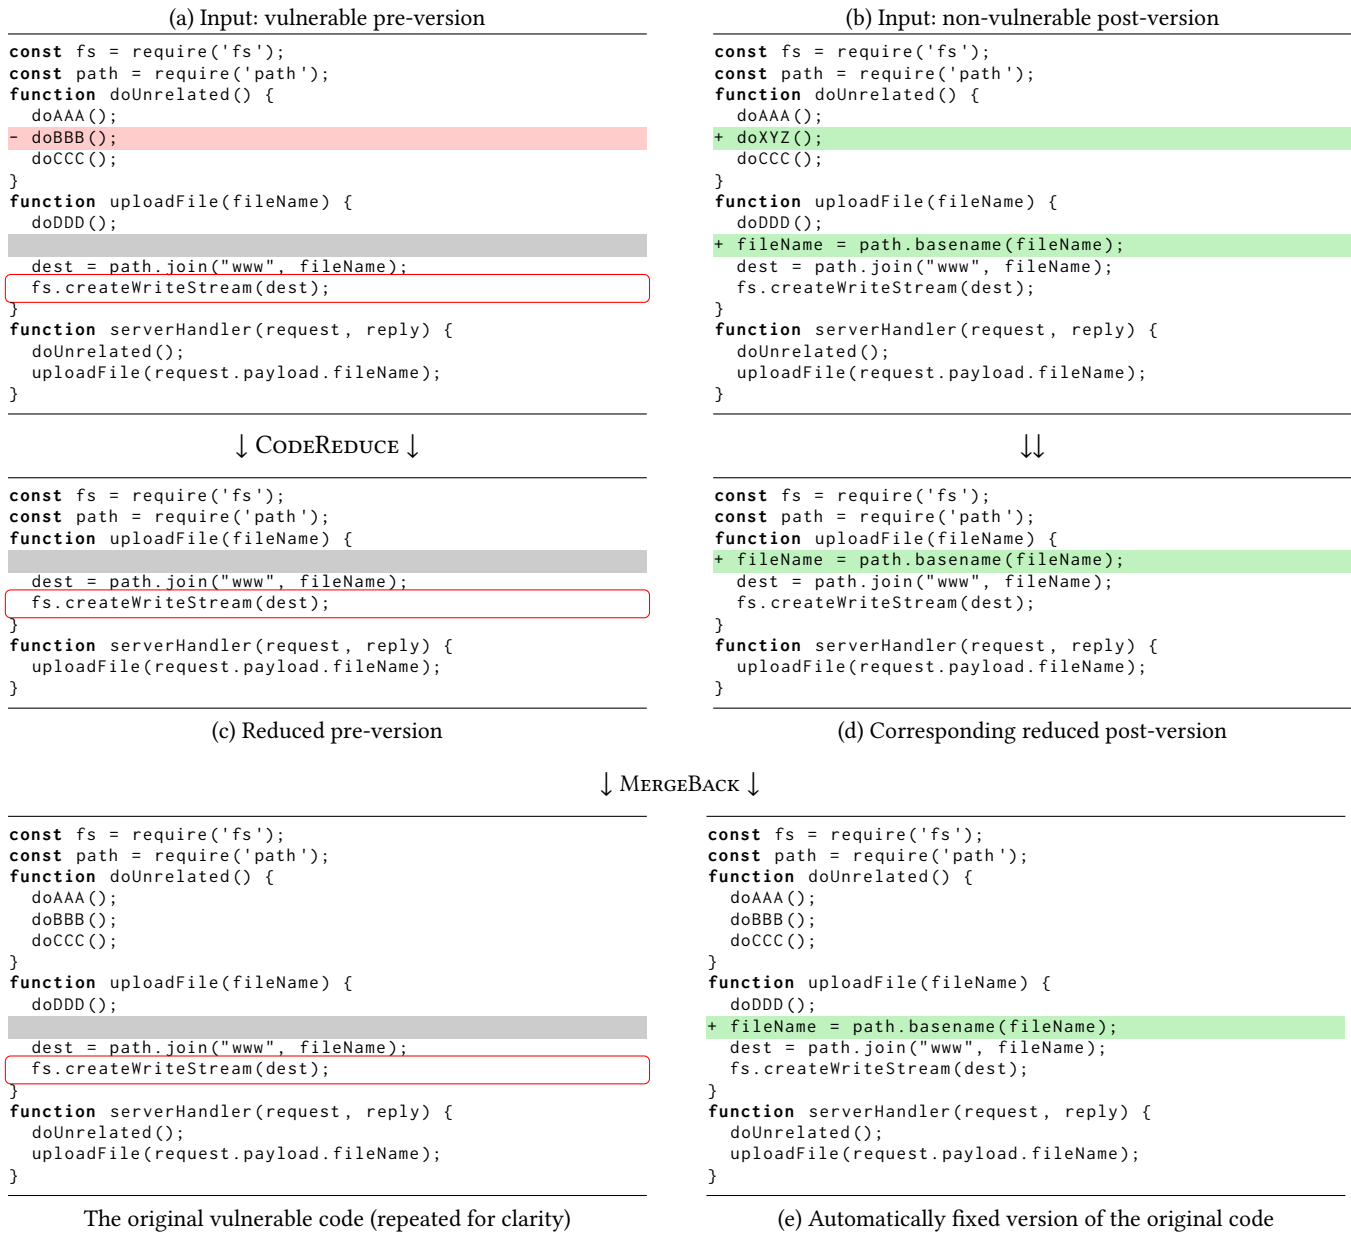 (a) Input: vulnerable pre-version
const fs = require('fs');
const path = require('path');
function doUnrelated() {
  doAAA();
- doBBB();
  doCCC();
}
function uploadFile(fileName) {
  doDDD();
  dest = path.join("www", fileName);
  fs.createWriteStream(dest);
}
function serverHandler(request, reply) {
  doUnrelated();
  uploadFile(request.payload.fileName);
}
(b) Input: non-vulnerable post-version
const fs = require('fs');
const path = require('path');
function doUnrelated() {
  doAAA();
+ doXYZ();
  doCCC();
}
function uploadFile(fileName) {
  doDDD();
+ fileName = path.basename(fileName);
  dest = path.join("www", fileName);
  fs.createWriteStream(dest);
}
function serverHandler(request, reply) {
  doUnrelated();
  uploadFile(request.payload.fileName);
}
↓ CodeReduce ↓
↓↓
const fs = require('fs');
const path = require('path');
function uploadFile(fileName) {
  dest = path.join("www", fileName);
  fs.createWriteStream(dest);
}
function serverHandler(request, reply) {
  uploadFile(request.payload.fileName);
}
(c) Reduced pre-version
const fs = require('fs');
const path = require('path');
function uploadFile(fileName) {
+ fileName = path.basename(fileName);
  dest = path.join("www", fileName);
  fs.createWriteStream(dest);
}
function serverHandler(request, reply) {
  uploadFile(request.payload.fileName);
}
(d) Corresponding reduced post-version
↓ MergeBack ↓
const fs = require('fs');
const path = require('path');
function doUnrelated() {
  doAAA();
  doBBB();
  doCCC();
}
function uploadFile(fileName) {
  doDDD();
  dest = path.join("www", fileName);
  fs.createWriteStream(dest);
}
function serverHandler(request, reply) {
  doUnrelated();
  uploadFile(request.payload.fileName);
}
The original vulnerable code (repeated for clarity)
const fs = require('fs');
const path = require('path');
function doUnrelated() {
  doAAA();
  doBBB();
  doCCC();
}
function uploadFile(fileName) {
  doDDD();
+ fileName = path.basename(fileName);
  dest = path.join("www", fileName);
  fs.createWriteStream(dest);
}
function serverHandler(request, reply) {
  doUnrelated();
  uploadFile(request.payload.fileName);
}
(e) Automatically fixed version of the original code